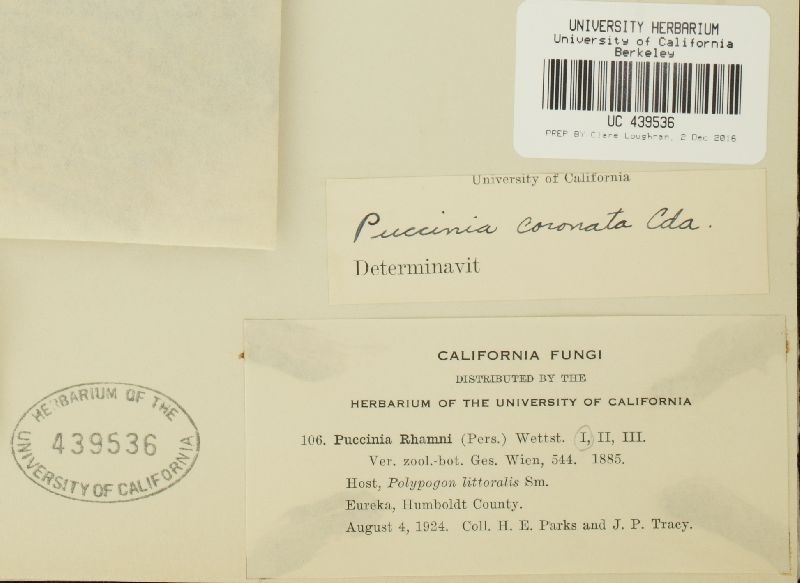 UNIVERSITY HERBARIUM
University of California
Berkeley
UC 439536
PREP BY Clare Loughran, 2 Dec 2016
University of California
Puccinia coronata Cda.
Determinavit
CALIFORNIA FUNGI
DISTRIBUTED BY THE
HERBARIUM OF THE UNIVERSITY OF CALIFORNIA
106. Puccinia Rhamni (Pers.) Wettst. I, II, III.
Ver. zool.-bot. Ges. Wien, 544. 1885.
Host, Polypogon littoralis Sm.
Eureka, Humboldt County.
August 4, 1924. Coll. H. E. Parks and J. P. Tracy.
HERBARIUM OF THE
439536
UNIVERSITY OF CALIFORNIA